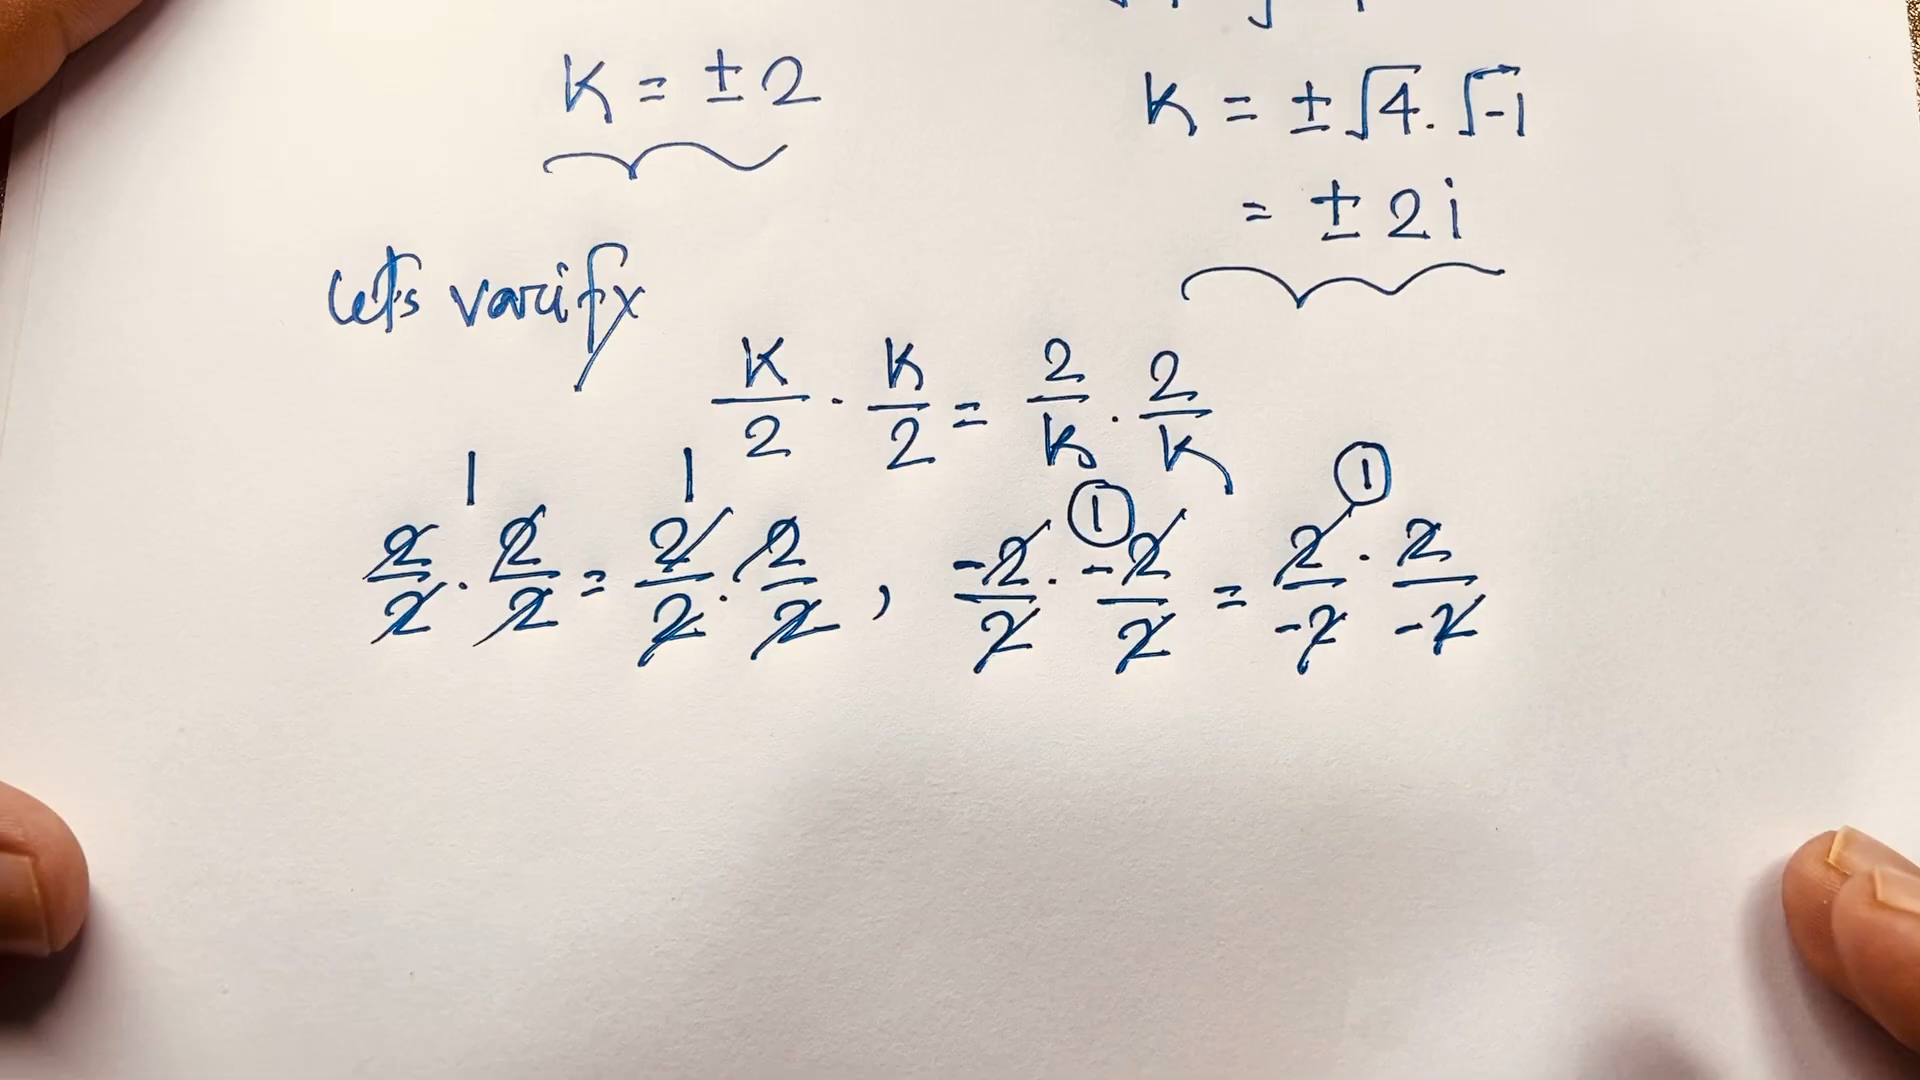 K = ±2
K = ±√4. √-1
= ±2i
let's varify
K/2 · K/2 = 2/K · 2/K
1 1 ① ①
2/2 · 2/2 = 2/2 · 2/2 , -2/2 · -2/2 = 2/-2 · 2/-2